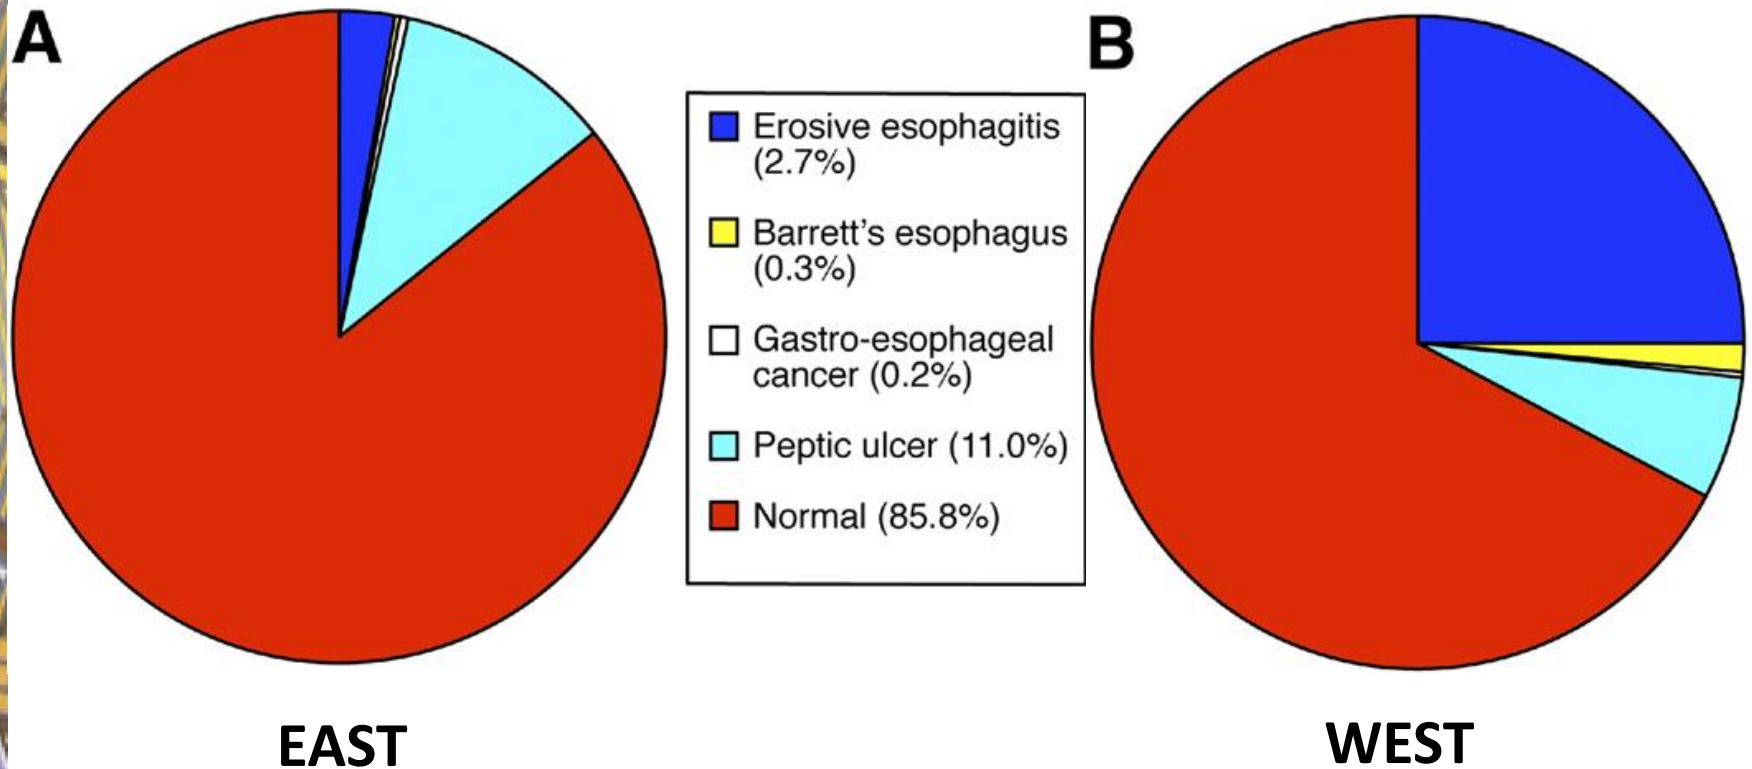 A
B
Erosive esophagitis
(2.7%)
Barrett’s esophagus
(0.3%)
Gastro-esophageal
cancer (0.2%)
Peptic ulcer (11.0%)
Normal (85.8%)
EAST
WEST